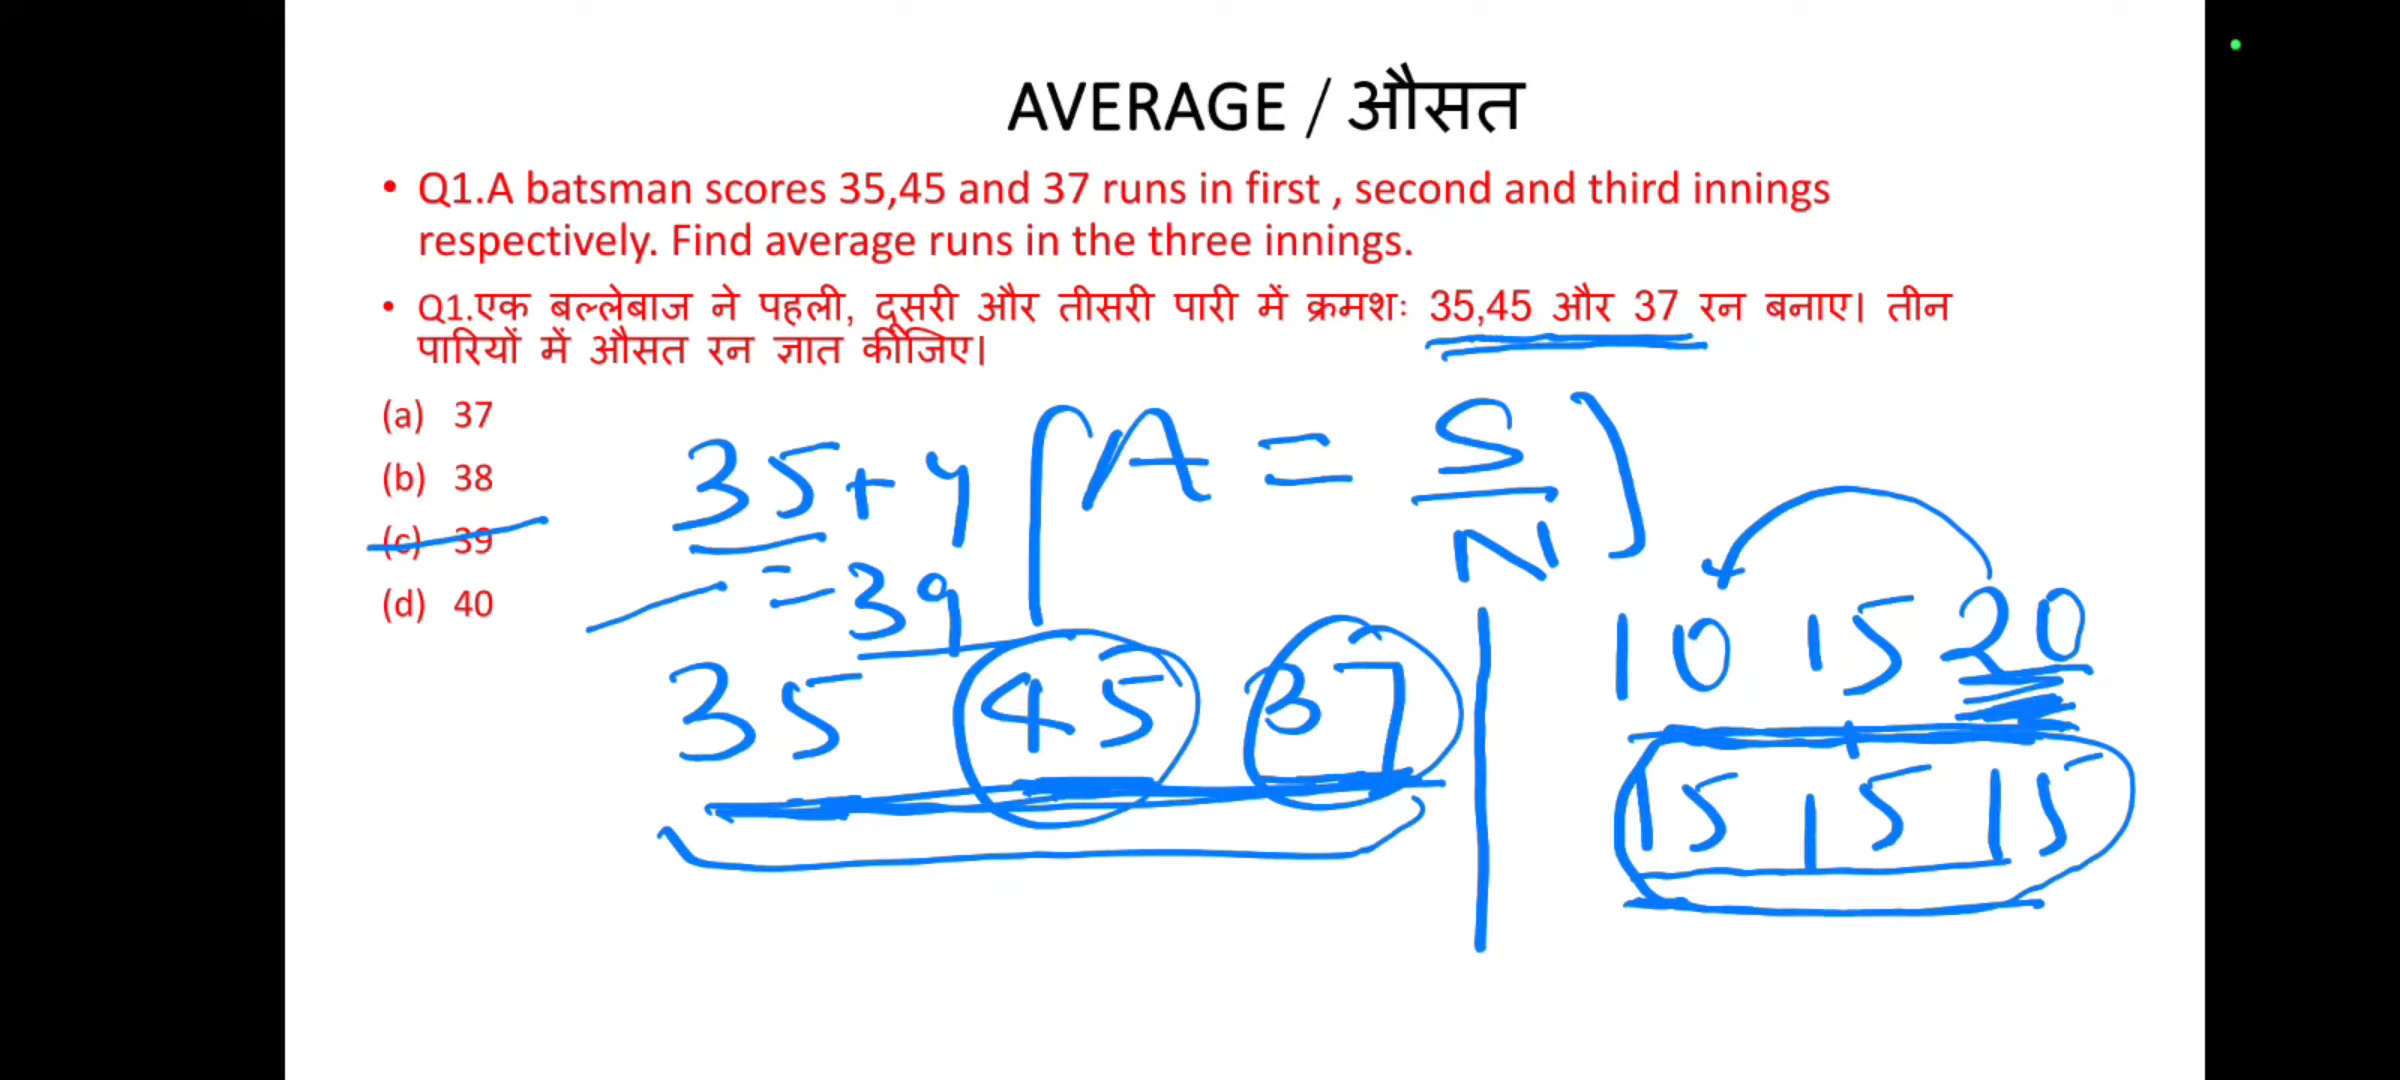 AVERAGE / औसत
• Q1.A batsman scores 35,45 and 37 runs in first , second and third innings
respectively. Find average runs in the three innings.
• Q1.एक बल्लेबाज ने पहली, दूसरी और तीसरी पारी में क्रमशः 35,45 और 37 रन बनाए। तीन
पारियों में औसत रन ज्ञात कीजिए।
(a) 37
(b) 38
(c) 39
(d) 40
35+4
=39
A = S/N
35 45 37
10 15 20
15 15 15